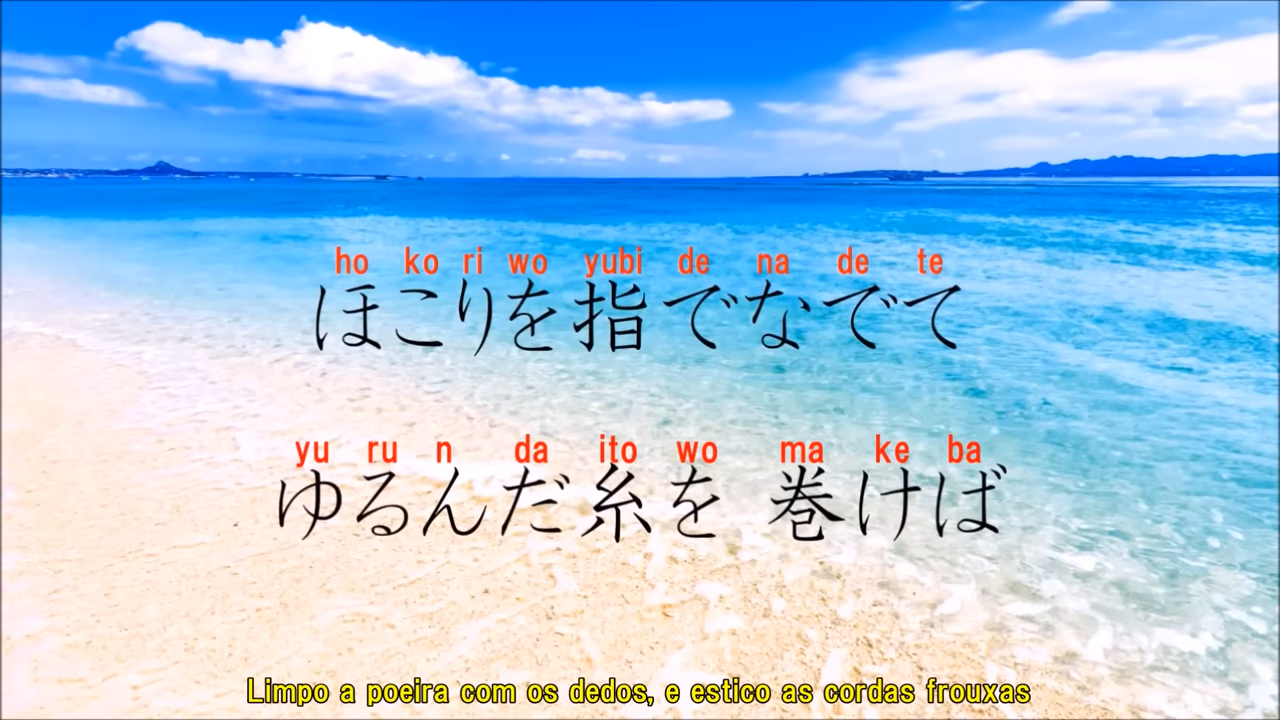 ho ko ri wo yubi de na de te
ほこりを指でなでて
yu ru n da ito wo ma ke ba
ゆるんだ糸を 巻けば
Limpo a poeira com os dedos, e estico as cordas frouxas